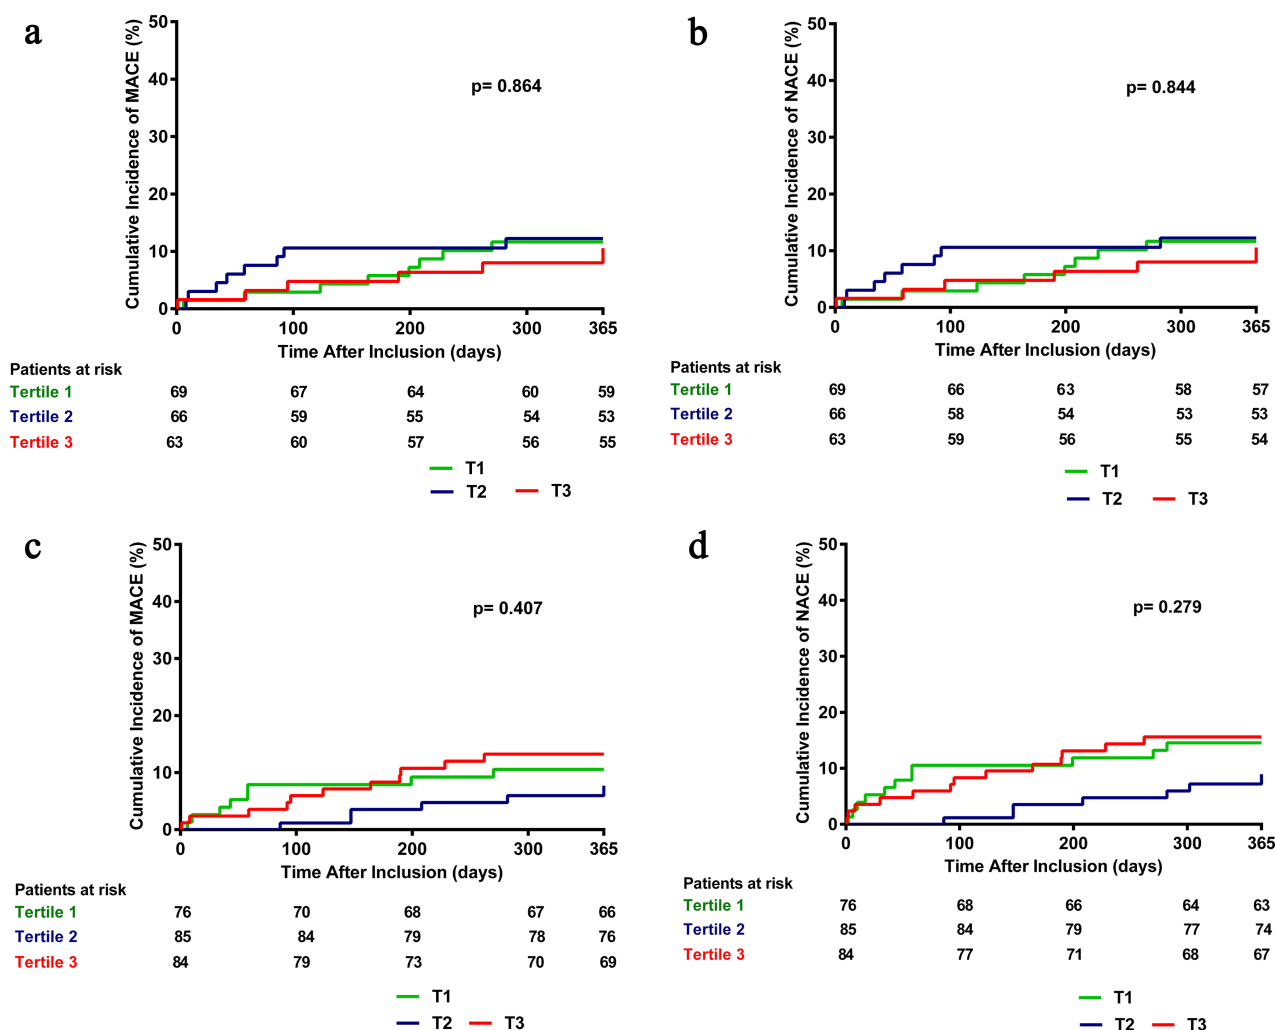 a
Cumulative Incidence of MACE (%)
50
40
30
20
10
0
p= 0.864
0 100 200 300 365
Time After Inclusion (days)
Patients at risk
Tertile 1 69 67 64 60 59
Tertile 2 66 59 55 54 53
Tertile 3 63 60 57 56 55
T1
T2 T3
b
Cumulative Incidence of NACE (%)
50
40
30
20
10
0
p= 0.844
0 100 200 300 365
Time After Inclusion (days)
Patients at risk
Tertile 1 69 66 63 58 57
Tertile 2 66 58 54 53 53
Tertile 3 63 59 56 55 54
T1
T2 T3
c
Cumulative Incidence of MACE (%)
50
40
30
20
10
0
p= 0.407
0 100 200 300 365
Time After Inclusion (days)
Patients at risk
Tertile 1 76 70 68 67 66
Tertile 2 85 84 79 78 76
Tertile 3 84 79 73 70 69
T1
T2 T3
d
Cumulative Incidence of NACE (%)
50
40
30
20
10
0
p= 0.279
0 100 200 300 365
Time After Inclusion (days)
Patients at risk
Tertile 1 76 68 66 64 63
Tertile 2 85 84 79 77 74
Tertile 3 84 77 71 68 67
T1
T2 T3